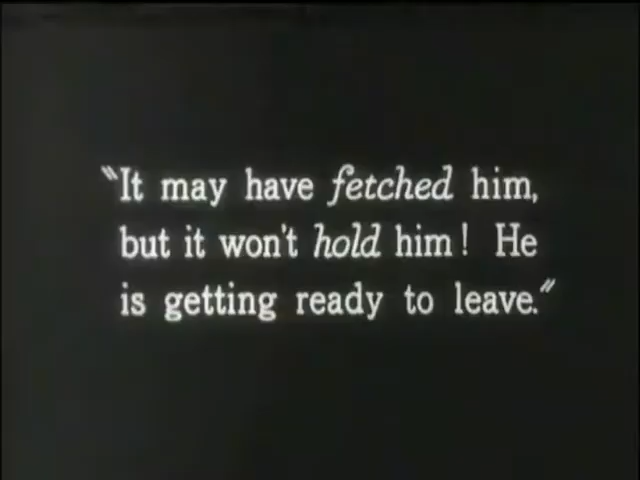 "It may have fetched him,
but it won't hold him! He
is getting ready to leave."